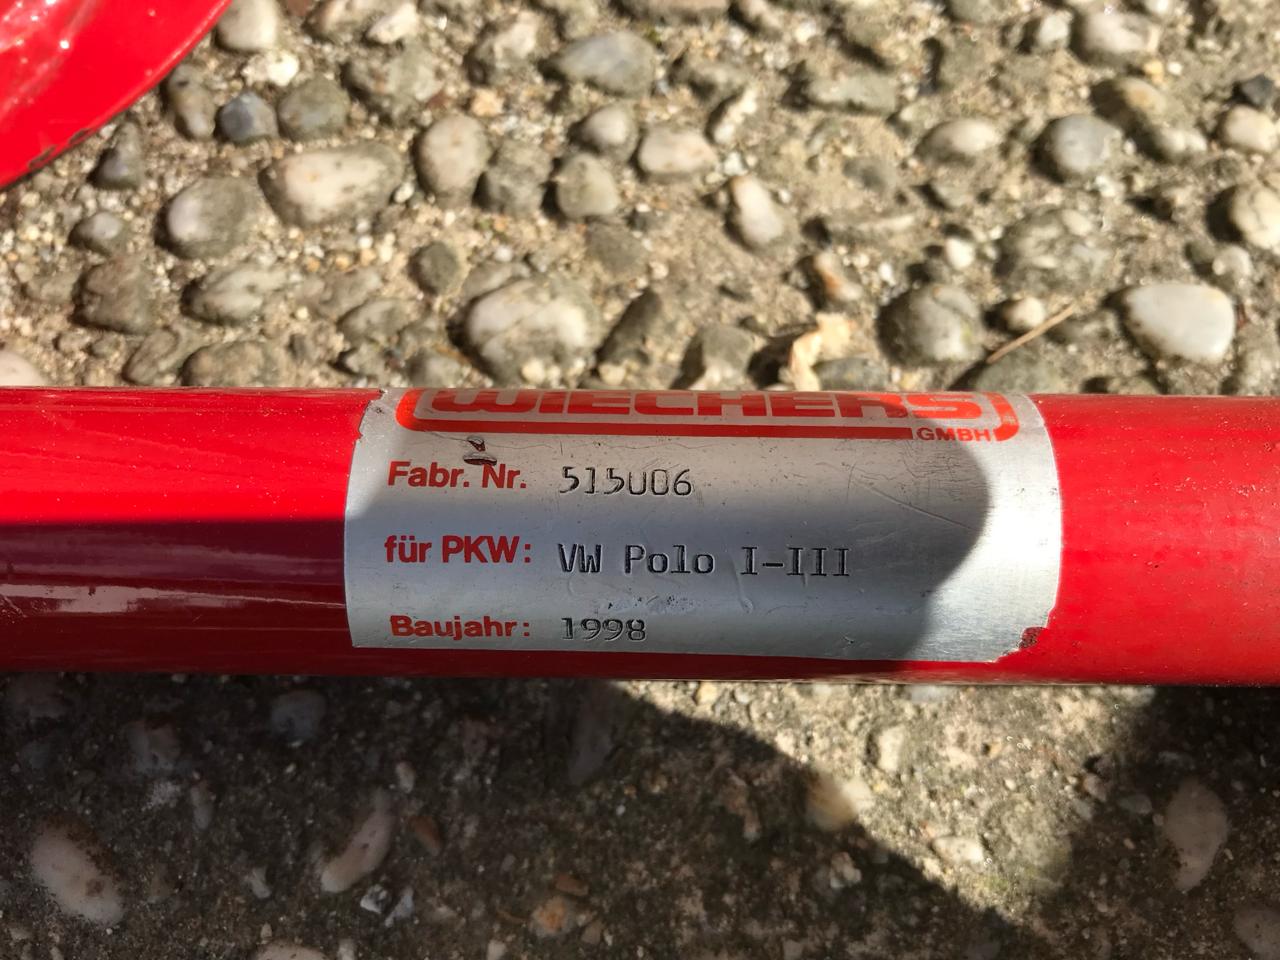 WIECHERS
GMBH
Fabr. Nr. 515006
für PKW: VW Polo I-III
Baujahr: 1998